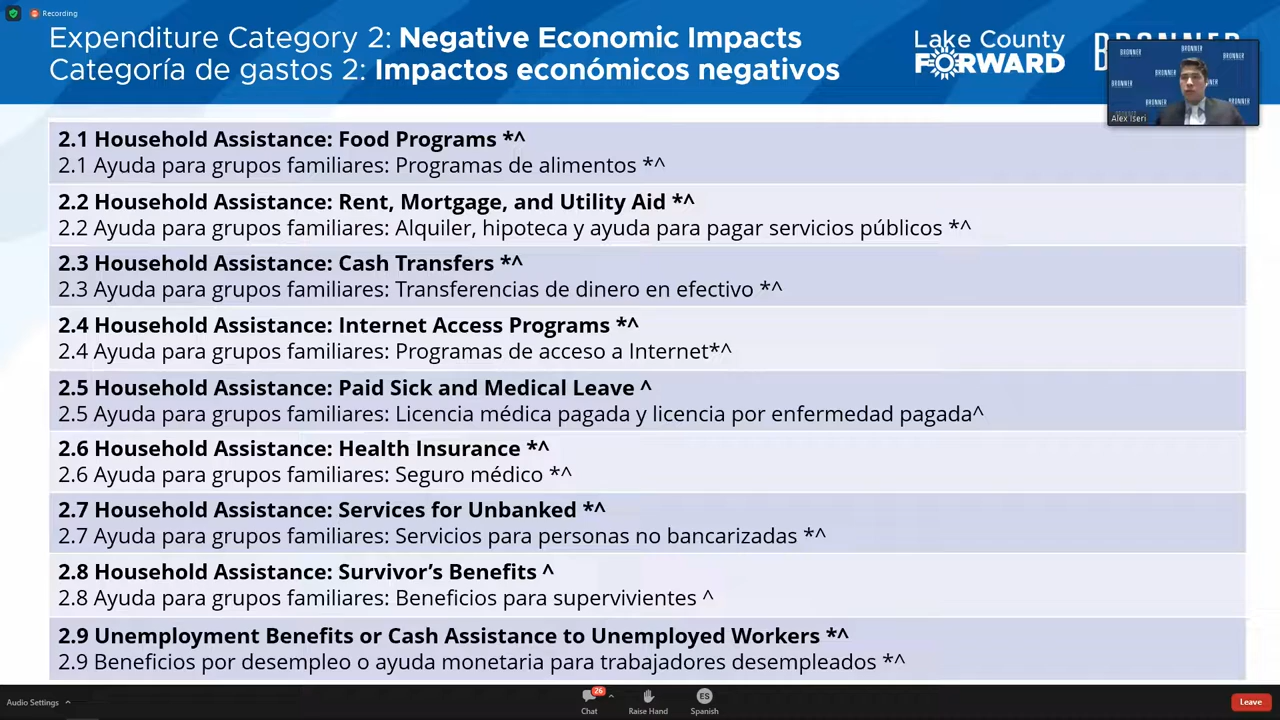 Recording
Expenditure Category 2: Negative Economic Impacts
Categoría de gastos 2: Impactos económicos negativos
Lake County
FORWARD
BRONNER
BRONNER
BRONNER
BRONNER
BRONNER
BRONNER
BRONNER
Alex Iseri
2.1 Household Assistance: Food Programs *^
2.1 Ayuda para grupos familiares: Programas de alimentos *^
2.2 Household Assistance: Rent, Mortgage, and Utility Aid *^
2.2 Ayuda para grupos familiares: Alquiler, hipoteca y ayuda para pagar servicios públicos *^
2.3 Household Assistance: Cash Transfers *^
2.3 Ayuda para grupos familiares: Transferencias de dinero en efectivo *^
2.4 Household Assistance: Internet Access Programs *^
2.4 Ayuda para grupos familiares: Programas de acceso a Internet*^
2.5 Household Assistance: Paid Sick and Medical Leave ^
2.5 Ayuda para grupos familiares: Licencia médica pagada y licencia por enfermedad pagada^
2.6 Household Assistance: Health Insurance *^
2.6 Ayuda para grupos familiares: Seguro médico *^
2.7 Household Assistance: Services for Unbanked *^
2.7 Ayuda para grupos familiares: Servicios para personas no bancarizadas *^
2.8 Household Assistance: Survivor’s Benefits ^
2.8 Ayuda para grupos familiares: Beneficios para supervivientes ^
2.9 Unemployment Benefits or Cash Assistance to Unemployed Workers *^
2.9 Beneficios por desempleo o ayuda monetaria para trabajadores desempleados *^
Audio Settings
26
Chat
Raise Hand
ES
Spanish
Leave